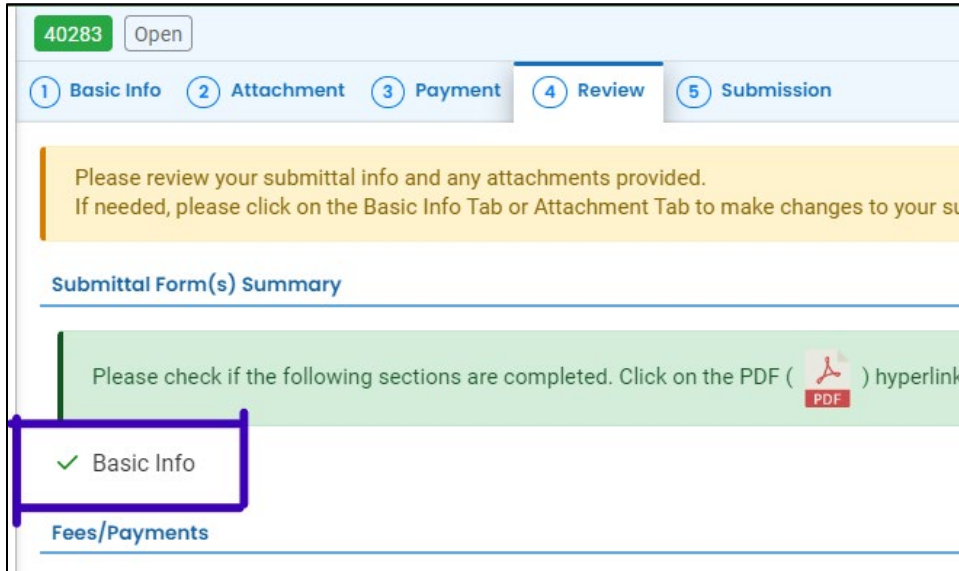 40283 Open
1 Basic Info 2 Attachment 3 Payment 4 Review 5 Submission
Please review your submittal info and any attachments provided.
If needed, please click on the Basic Info Tab or Attachment Tab to make changes to your
Submittal Form(s) Summary
Please check if the following sections are completed. Click on the PDF ( PDF ) hyperlink
Basic Info
Fees/Payments